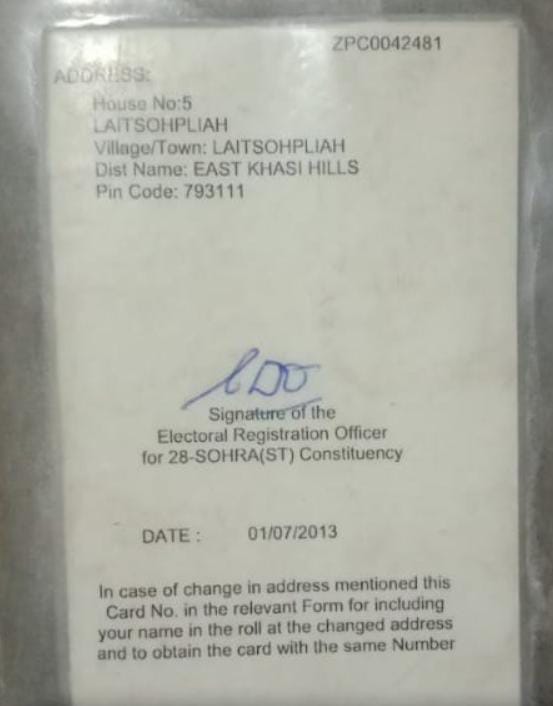 ZPC0042481
ADDRESS:
House No:5
LAITSOHPLIAH
Village/Town: LAITSOHPLIAH
Dist Name: EAST KHASI HILLS
Pin Code: 793111
Signature of the
Electoral Registration Officer
for 28-SOHRA(ST) Constituency
DATE : 01/07/2013
In case of change in address mentioned this
Card No. in the relevant Form for including
your name in the roll at the changed address
and to obtain the card with the same Number